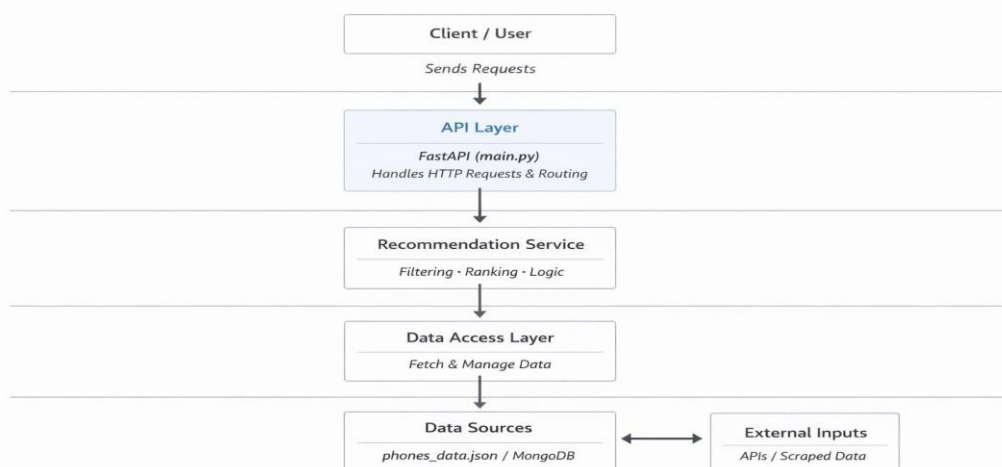 Client / User
Sends Requests
API Layer
FastAPI (main.py)
Handles HTTP Requests & Routing
Recommendation Service
Filtering · Ranking · Logic
Data Access Layer
Fetch & Manage Data
Data Sources
phones_data.json / MongoDB
External Inputs
APIs / Scraped Data